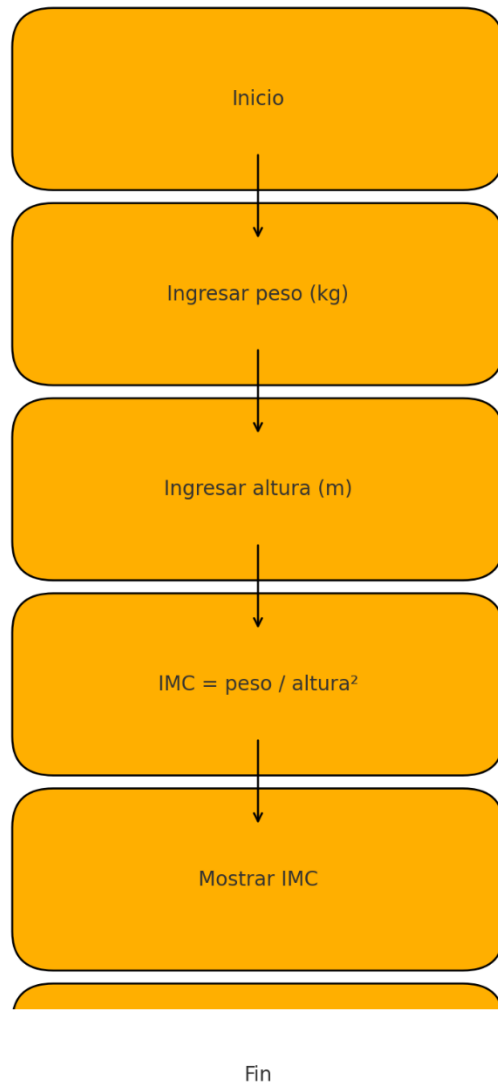 Inicio
Ingresar peso (kg)
Ingresar altura (m)
IMC = peso / altura²
Mostrar IMC
Fin